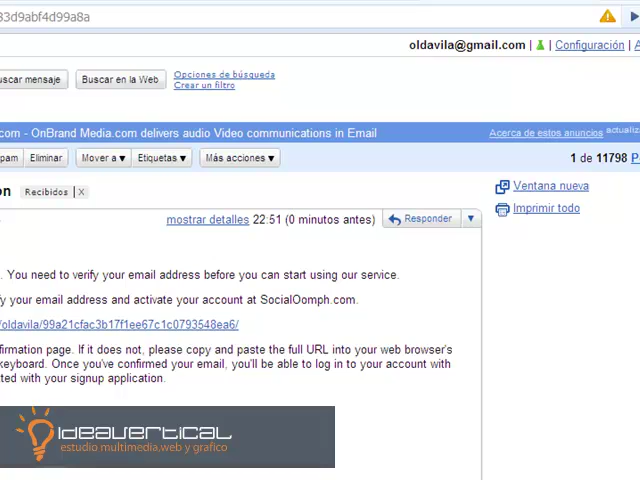 33d9abf4d99a8a
oldavila@gmail.com | | Configuración | A
uscar mensaje Buscar en la Web Opciones de búsqueda
Crear un filtro
com - OnBrand Media.com delivers audio Video communications in Email Acerca de estos anuncios actualiz
pam Eliminar Mover a Etiquetas Más acciones 1 de 11798 P
on Recibidos | X Ventana nueva
mostrar detalles 22:51 (0 minutos antes) Responder Imprimir todo
. You need to verify your email address before you can start using our service.
fy your email address and activate your account at SocialOomph.com.
/oldavila/99a21cfac3b17f1ee67c1c0793548ea6/
firmation page. If it does not, please copy and paste the full URL into your web browser's
keyboard. Once you've confirmed your email, you'll be able to log in to your account with
ted with your signup application.
IDEAVERTICAL
estudio multimedia,web y grafico